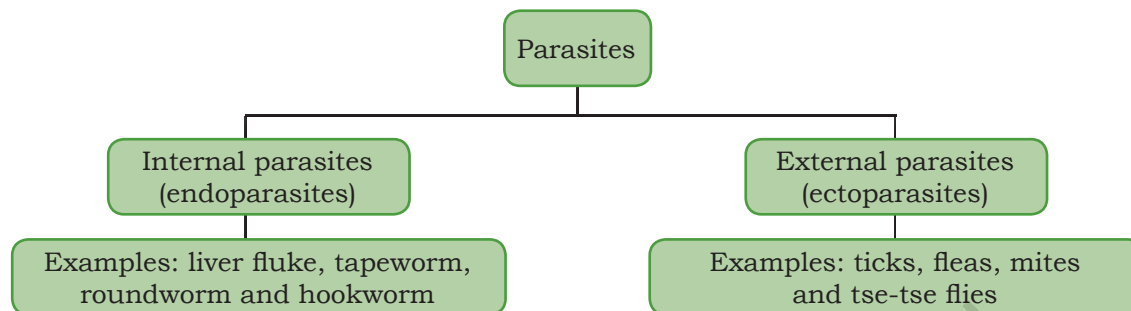 Parasites
Internal parasites
(endoparasites)
External parasites
(ectoparasites)
Examples: liver fluke, tapeworm,
roundworm and hookworm
Examples: ticks, fleas, mites
and tse-tse flies